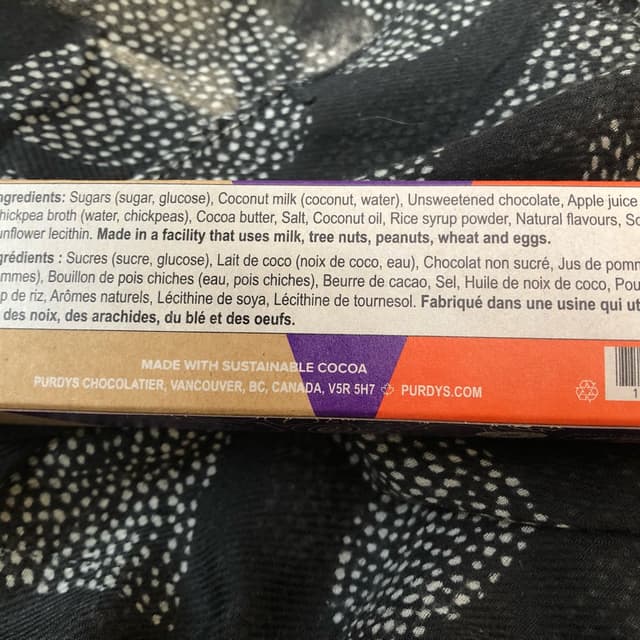 ngredients: Sugars (sugar, glucose), Coconut milk (coconut, water), Unsweetened chocolate, Apple juice
hickpea broth (water, chickpeas), Cocoa butter, Salt, Coconut oil, Rice syrup powder, Natural flavours, So
unflower lecithin. Made in a facility that uses milk, tree nuts, peanuts, wheat and eggs.
grédients : Sucres (sucre, glucose), Lait de coco (noix de coco, eau), Chocolat non sucré, Jus de pomm
ommes), Bouillon de pois chiches (eau, pois chiches), Beurre de cacao, Sel, Huile de noix de coco, Pou
p de riz, Arômes naturels, Lécithine de soya, Lécithine de tournesol. Fabriqué dans une usine qui ut
des noix, des arachides, du blé et des oeufs.
MADE WITH SUSTAINABLE COCOA
PURDYS CHOCOLATIER, VANCOUVER, BC, CANADA, V5R 5H7 PURDYS.COM
1